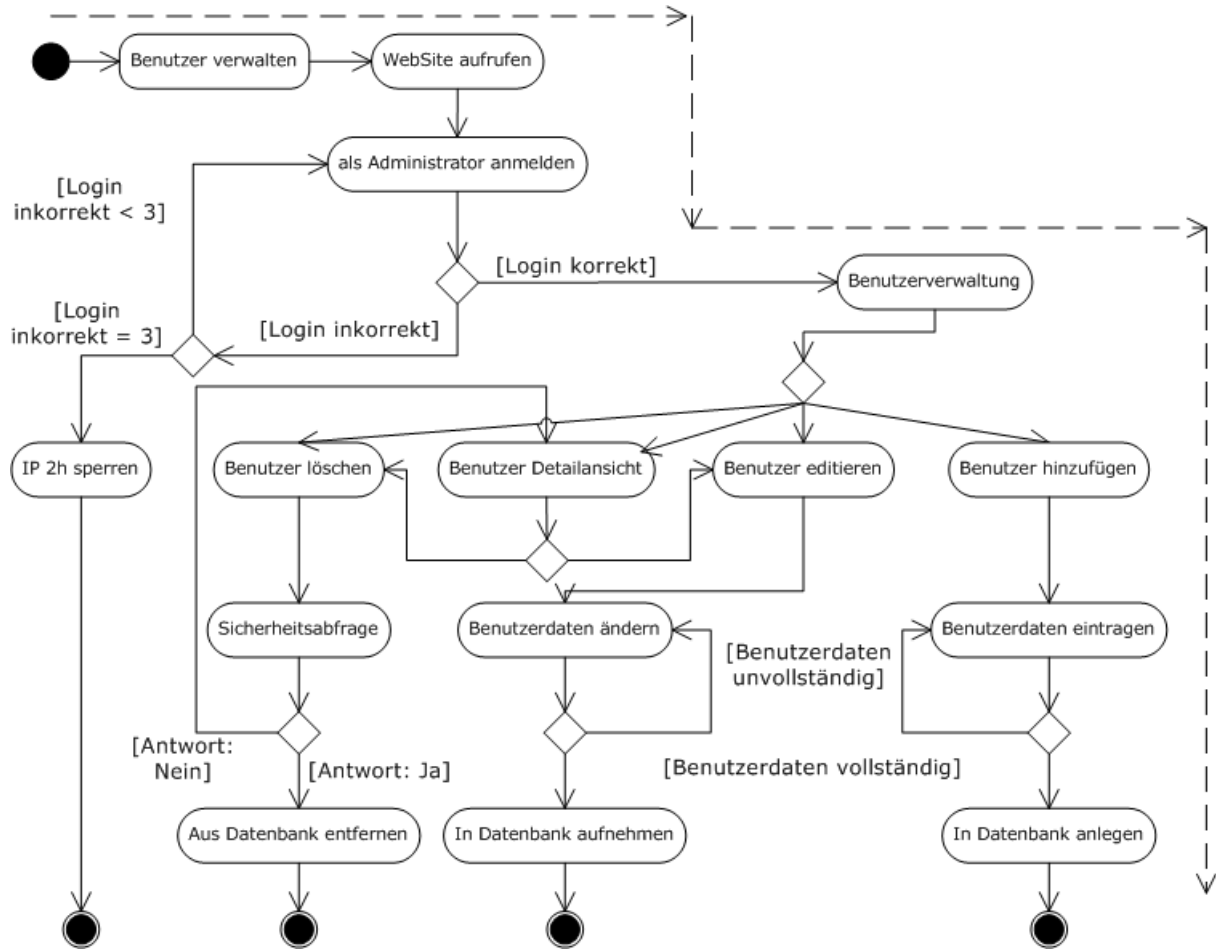 Benutzer verwalten
WebSite aufrufen
als Administrator anmelden
[Login
inkorrekt < 3]
[Login korrekt]
Benutzerverwaltung
[Login
inkorrekt = 3]
[Login inkorrekt]
IP 2h sperren
Benutzer löschen
Benutzer Detailansicht
Benutzer editieren
Benutzer hinzufügen
Sicherheitsabfrage
Benutzerdaten ändern
Benutzerdaten eintragen
[Benutzerdaten
unvollständig]
[Antwort:
Nein]
[Antwort: Ja]
[Benutzerdaten vollständig]
Aus Datenbank entfernen
In Datenbank aufnehmen
In Datenbank anlegen